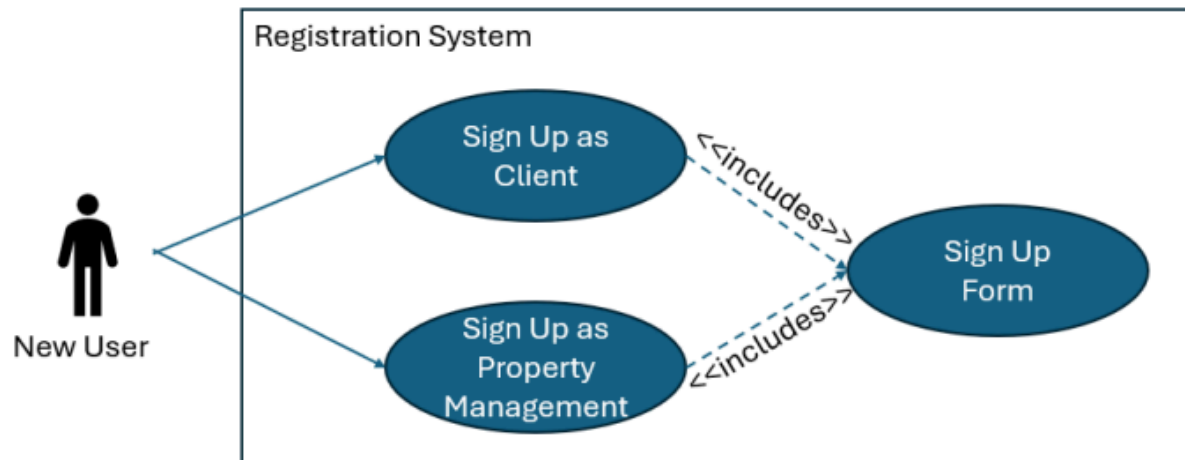 Registration System
Sign Up as
Client
<<includes>>
Sign Up
Form
New User
Sign Up as
Property
Management
<<includes>>